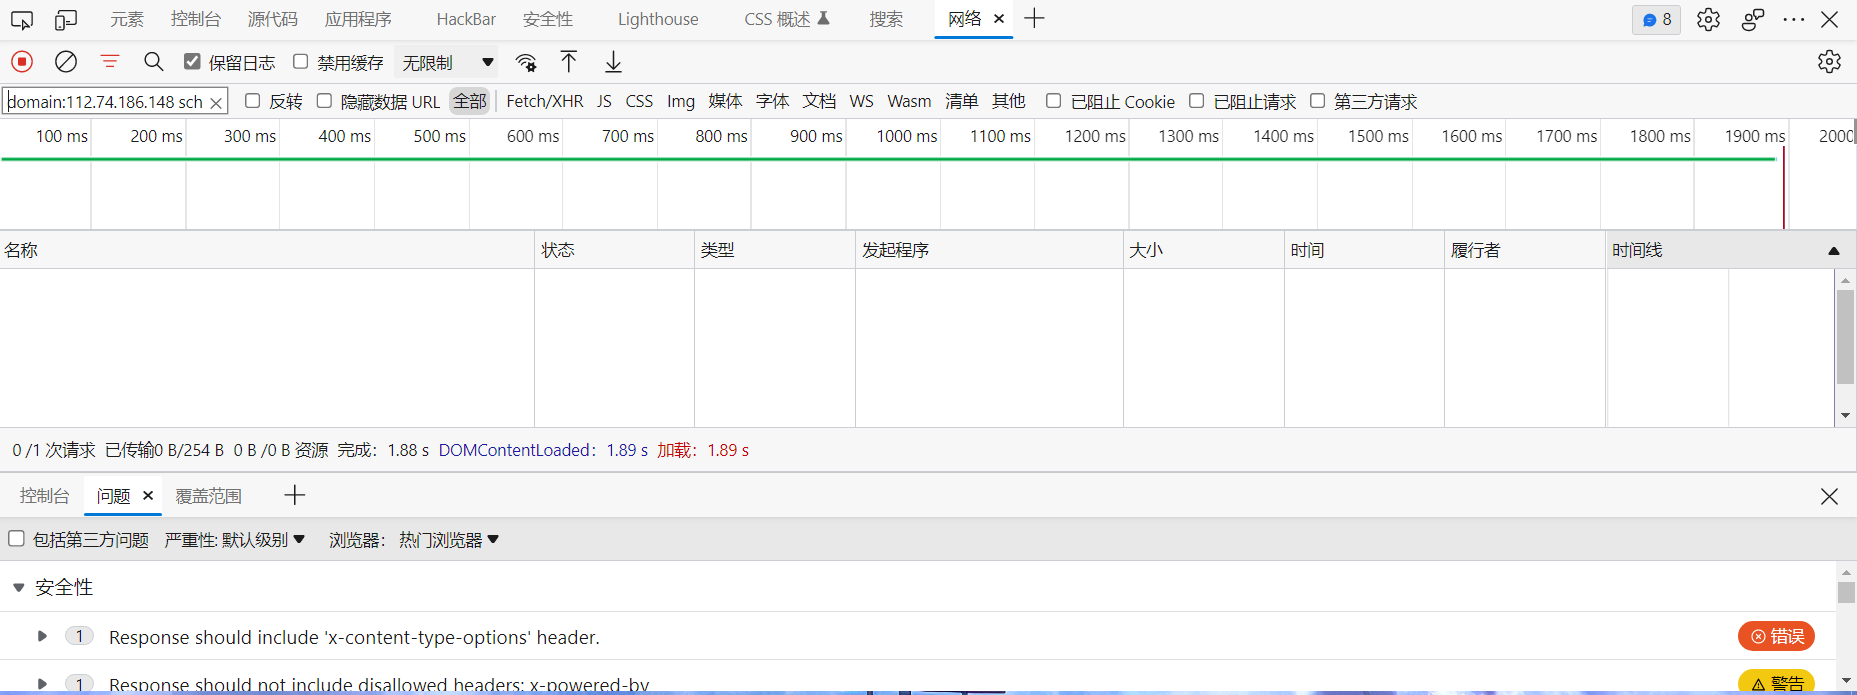 元素 控制台 源代码 应用程序 HackBar 安全性 Lighthouse CSS 概述 搜索 网络 8
保留日志 禁用缓存 无限制
domain:112.74.186.148 sch 反转 隐藏数据 URL 全部 Fetch/XHR JS CSS Img 媒体 字体 文档 WS Wasm 清单 其他 已阻止 Cookie 已阻止请求 第三方请求
100 ms 200 ms 300 ms 400 ms 500 ms 600 ms 700 ms 800 ms 900 ms 1000 ms 1100 ms 1200 ms 1300 ms 1400 ms 1500 ms 1600 ms 1700 ms 1800 ms 1900 ms 2000
名称 状态 类型 发起程序 大小 时间 履行者 时间线
0 /1 次请求 已传输0 B/254 B 0 B /0 B 资源 完成：1.88 s DOMContentLoaded：1.89 s 加载：1.89 s
控制台 问题 覆盖范围
包括第三方问题 严重性: 默认级别 浏览器： 热门浏览器
安全性
1 Response should include 'x-content-type-options' header. 错误
1 Response should not include disallowed headers: x-powered-by 警告